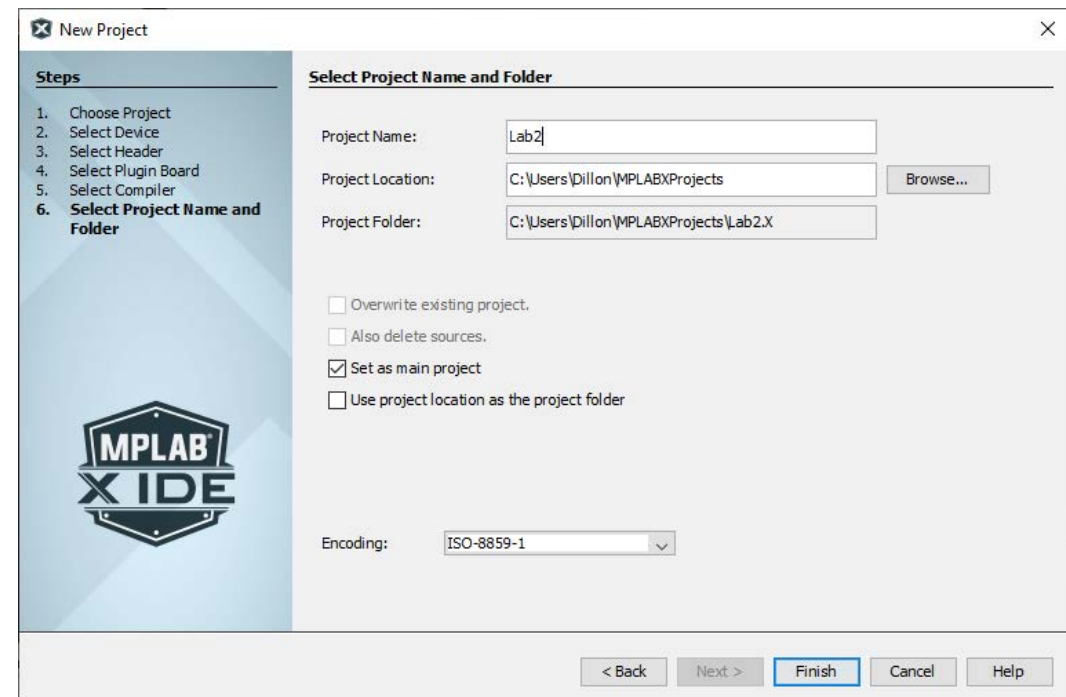 New Project
Steps
1. Choose Project
2. Select Device
3. Select Header
4. Select Plugin Board
5. Select Compiler
6. Select Project Name and
Folder
MPLAB
X IDE
Select Project Name and Folder
Project Name: Lab2
Project Location: C:\Users\Dillon\MPLABXProjects Browse...
Project Folder: C:\Users\Dillon\MPLABXProjects\Lab2.X
Overwrite existing project.
Also delete sources.
Set as main project
Use project location as the project folder
Encoding: ISO-8859-1
< Back Next > Finish Cancel Help